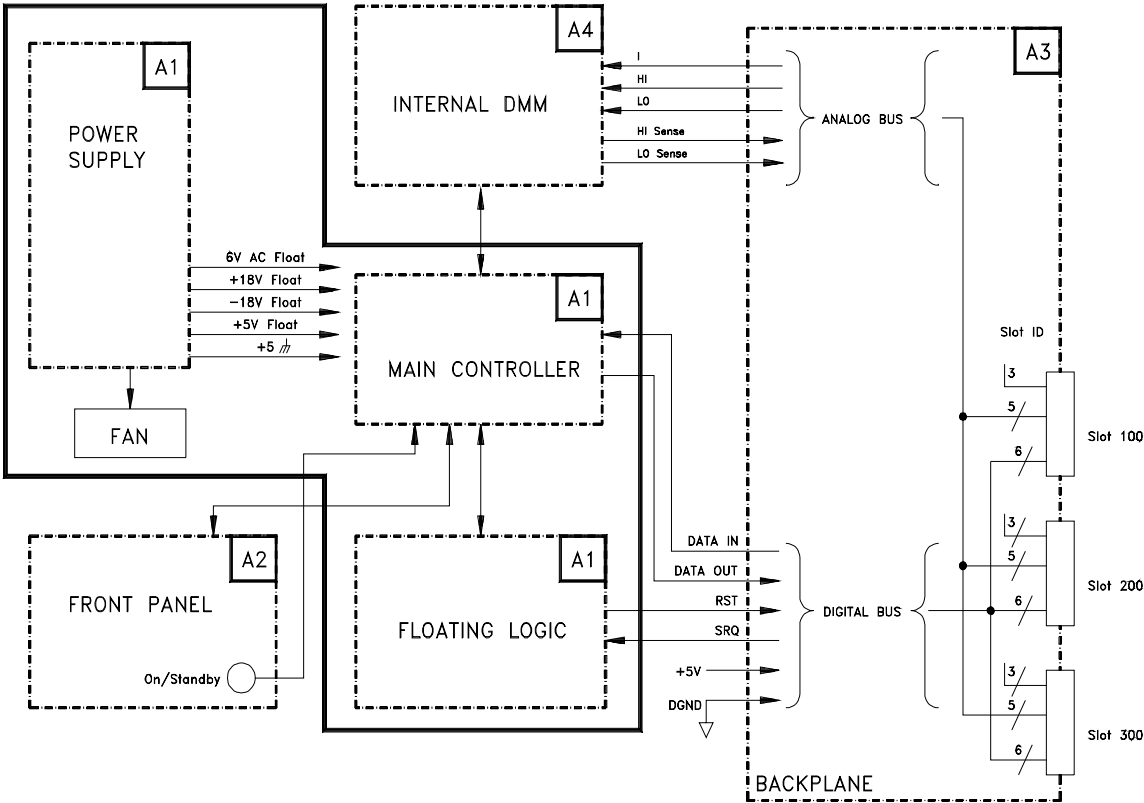 A1
POWER
SUPPLY
A4
INTERNAL DMM
I
HI
LO
HI Sense
LO Sense
A3
ANALOG BUS
6V AC Float
+18V Float
-18V Float
+5V Float
+5
A1
MAIN CONTROLLER
FAN
Slot ID
3
5
6
Slot 100
A2
FRONT PANEL
On/Standby
A1
FLOATING LOGIC
DATA IN
DATA OUT
RST
SRQ
+5V
DGND
DIGITAL BUS
3
5
6
Slot 200
3
5
6
Slot 300
BACKPLANE